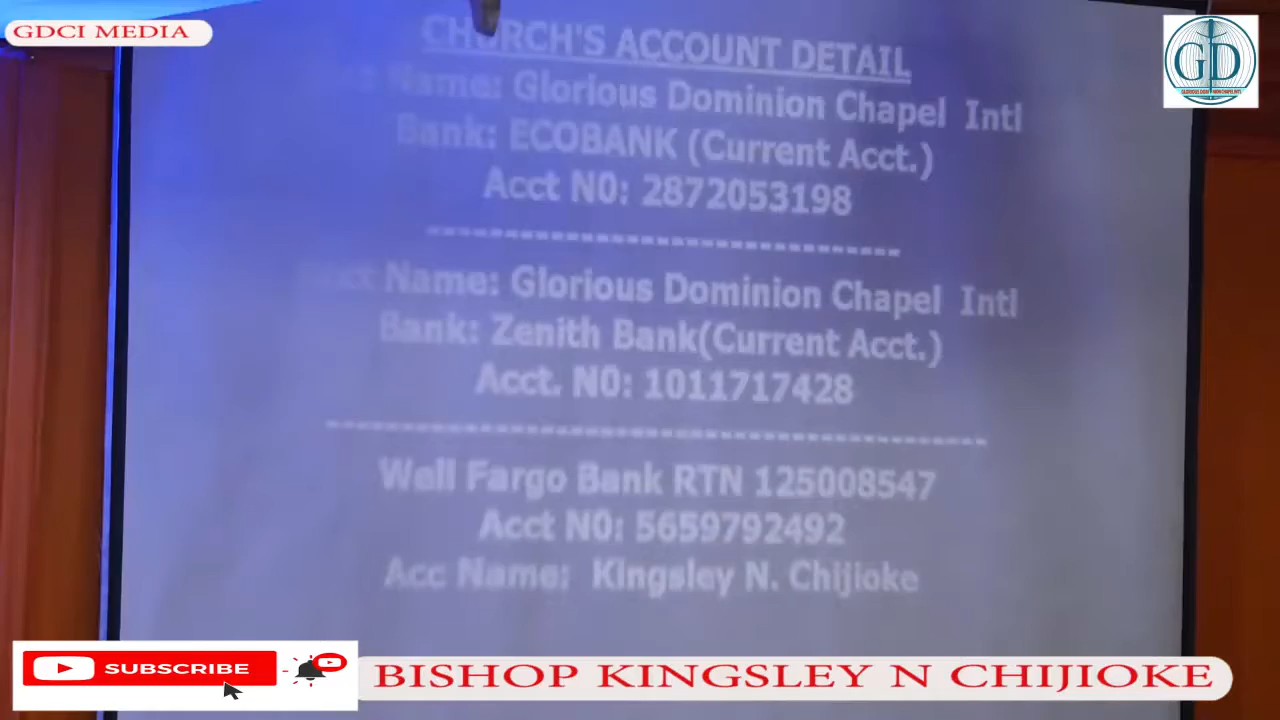 GDCI MEDIA
GD
CHURCH'S ACCOUNT DETAIL
Name: Glorious Dominion Chapel Intl
Bank: ECOBANK (Current Acct.)
Acct N0: 2872053198
---------------------------------
Acct Name: Glorious Dominion Chapel Intl
Bank: Zenith Bank(Current Acct.)
Acct. N0: 1011717428
----------------------------------------------
Well Fargo Bank RTN 125008547
Acct N0: 5659792492
Acc Name: Kingsley N. Chijioke
SUBSCRIBE
BISHOP KINGSLEY N CHIJIOKE